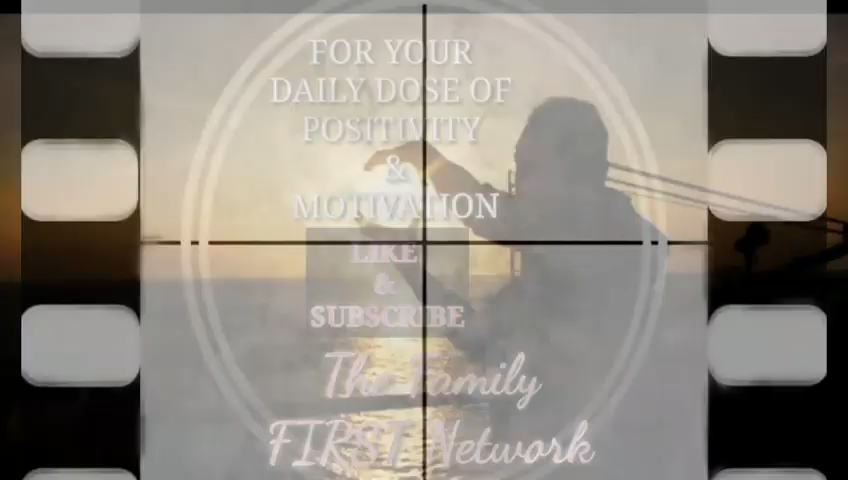 FOR YOUR
DAILY DOSE OF
POSITIVITY
&
MOTIVATION
LIKE
&
SUBSCRIBE
The Family
FIRST Network